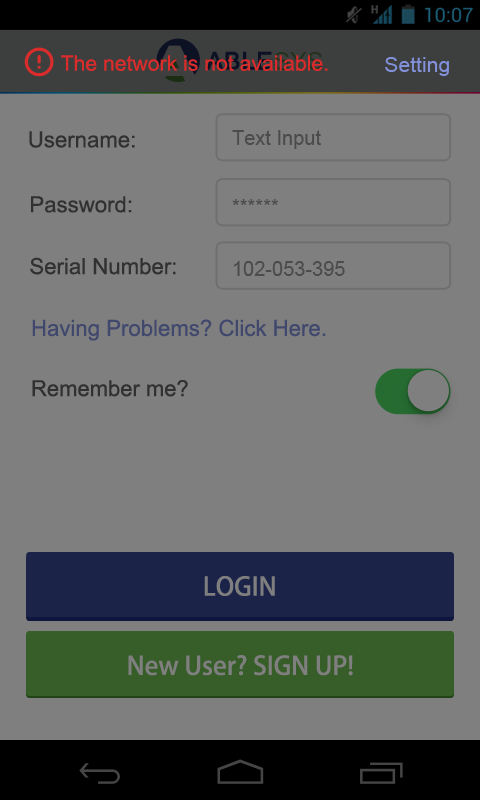 H 10:07
The network is not available. Setting
Username: Text Input
Password: ******
Serial Number: 102-053-395
Having Problems? Click Here.
Remember me?
LOGIN
New User? SIGN UP!